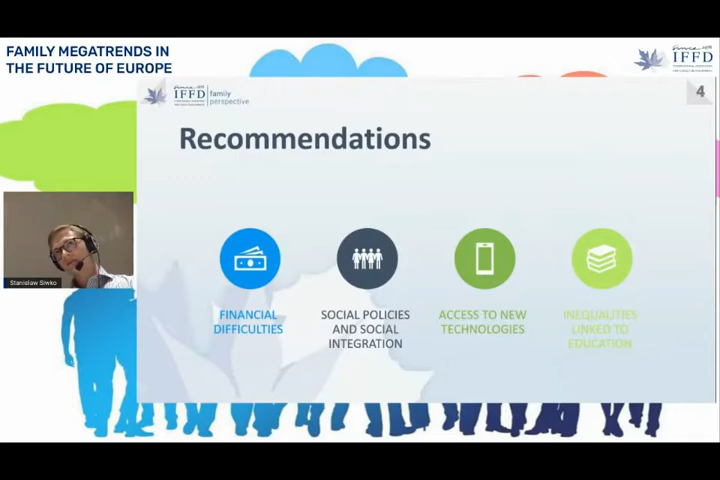 FAMILY MEGATRENDS IN
THE FUTURE OF EUROPE
IFFD
IFFD
family
perspective
4
Recommendations
Stanislaw Siwko
FINANCIAL
DIFFICULTIES
SOCIAL POLICIES
AND SOCIAL
INTEGRATION
ACCESS TO NEW
TECHNOLOGIES
INEQUALITIES
LINKED TO
EDUCATION